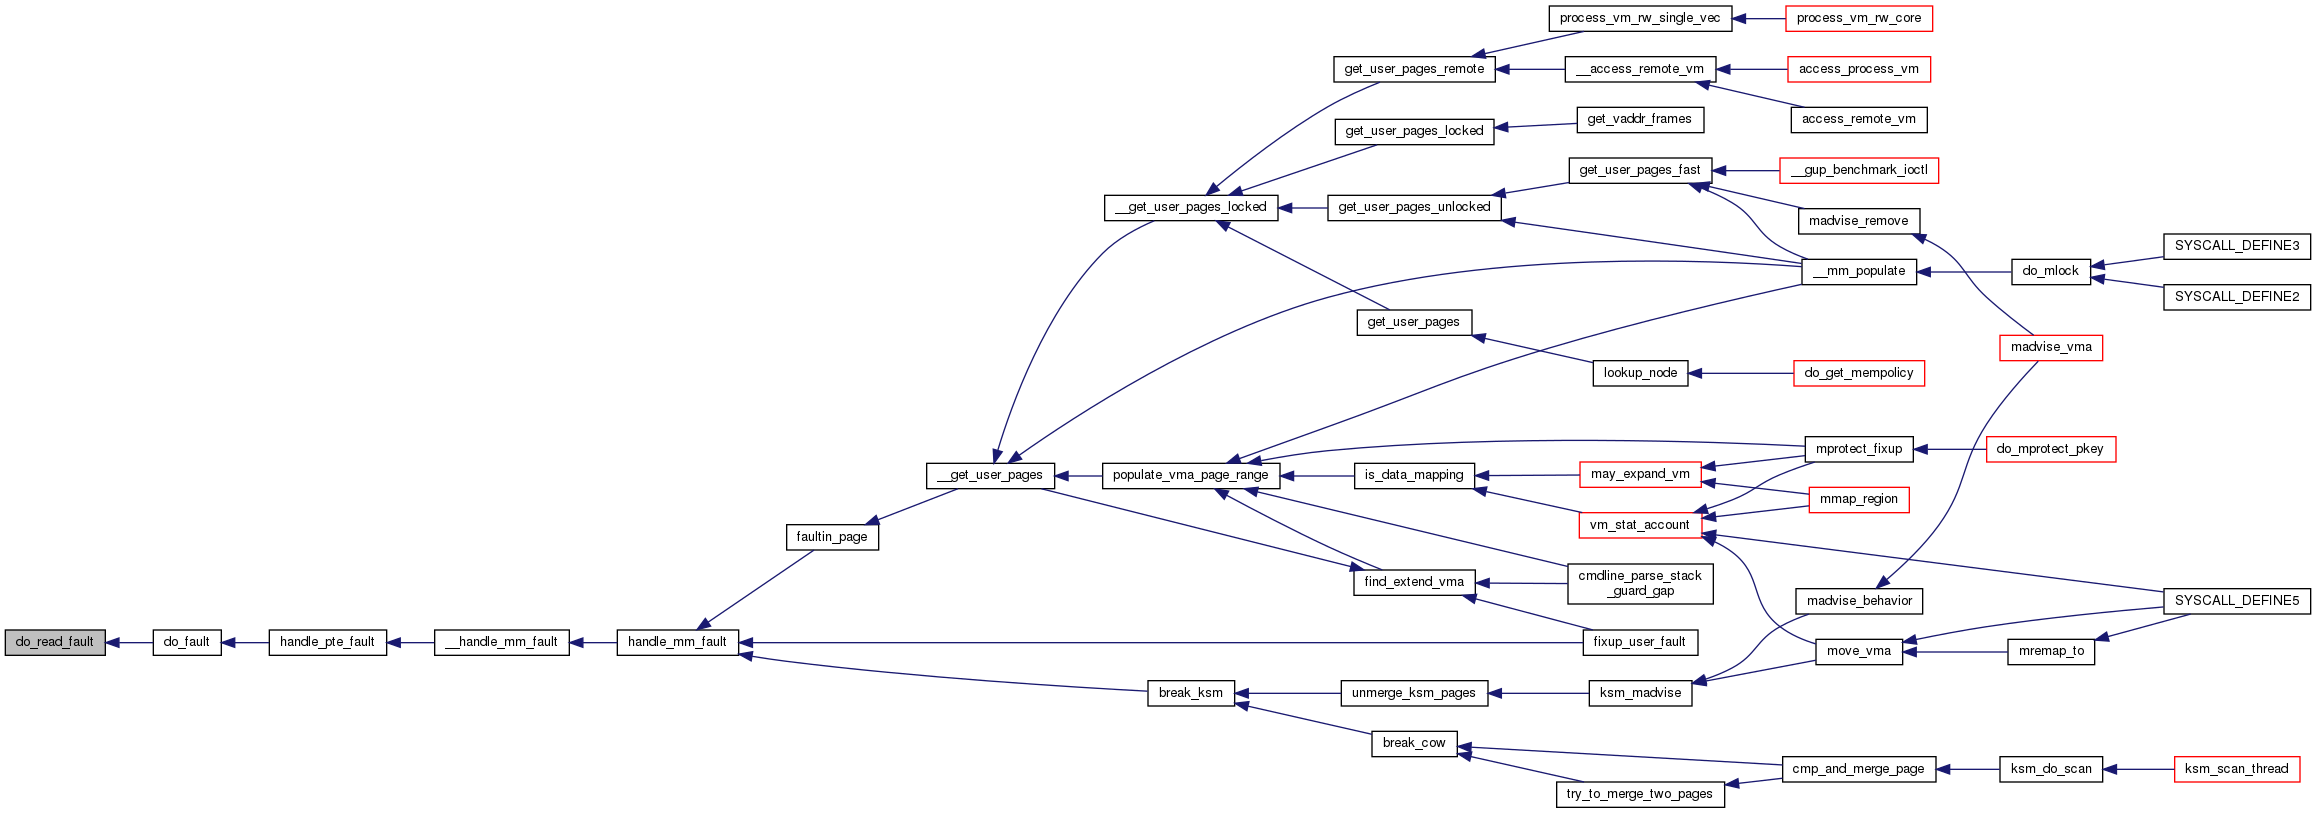 process_vm_rw_single_vec
process_vm_rw_core
get_user_pages_remote
__access_remote_vm
access_process_vm
access_remote_vm
get_user_pages_locked
get_vaddr_frames
get_user_pages_fast
__gup_benchmark_ioctl
__get_user_pages_locked
get_user_pages_unlocked
madvise_remove
SYSCALL_DEFINE3
__mm_populate
do_mlock
SYSCALL_DEFINE2
get_user_pages
madvise_vma
lookup_node
do_get_mempolicy
mprotect_fixup
do_mprotect_pkey
__get_user_pages
populate_vma_page_range
is_data_mapping
may_expand_vm
mmap_region
vm_stat_account
faultin_page
find_extend_vma
cmdline_parse_stack
_guard_gap
madvise_behavior
SYSCALL_DEFINE5
do_read_fault
do_fault
handle_pte_fault
__handle_mm_fault
handle_mm_fault
fixup_user_fault
move_vma
mremap_to
break_ksm
unmerge_ksm_pages
ksm_madvise
break_cow
cmp_and_merge_page
ksm_do_scan
ksm_scan_thread
try_to_merge_two_pages